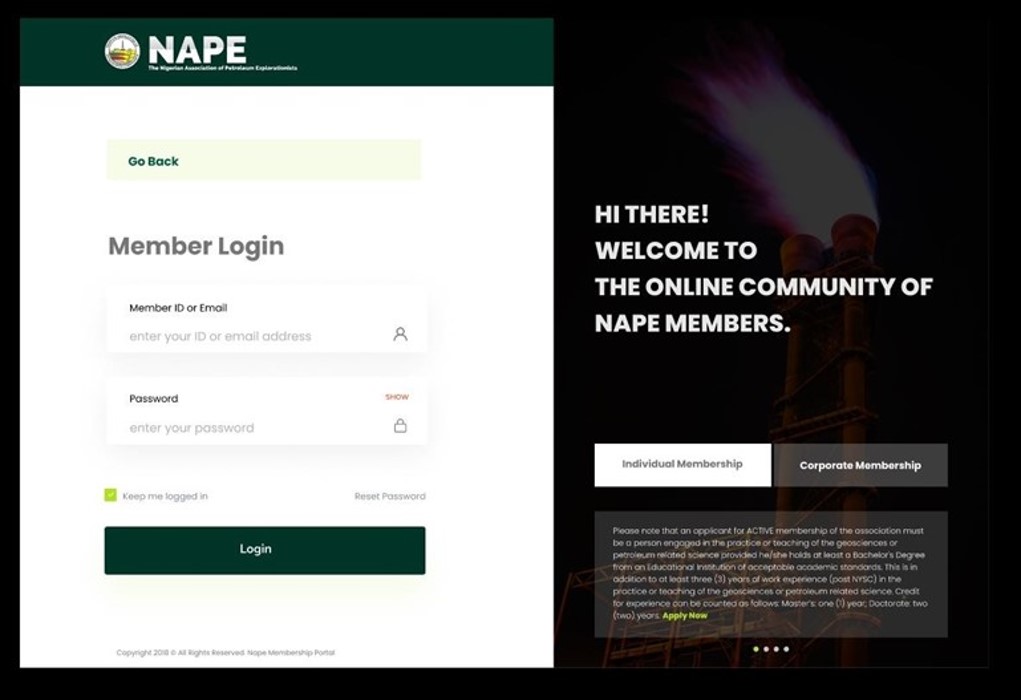 NAPE
The Nigerian Association of Petroleum Explorationists
Go Back
Member Login
Member ID or Email
enter your ID or email address
Password
SHOW
enter your password
Keep me logged in
Reset Password
Login
Copyright 2018 © All Rights Reserved. Nape Membership Portal
HI THERE!
WELCOME TO
THE ONLINE COMMUNITY OF
NAPE MEMBERS.
Individual Membership
Corporate Membership
Please note that an applicant for ACTIVE membership of the association must
be a person engaged in the practice or teaching of the geosciences or
petroleum related science provided he/she holds at least a Bachelor's Degree
from an Educational Institution of acceptable academic standards. This is in
addition to at least three (3) years of work experience (post NYSC) in the
practice or teaching of the geosciences or petroleum related science. Credit
for experience can be counted as follows: Master's: one (1) year; Doctorate: two
(two) years. Apply Now